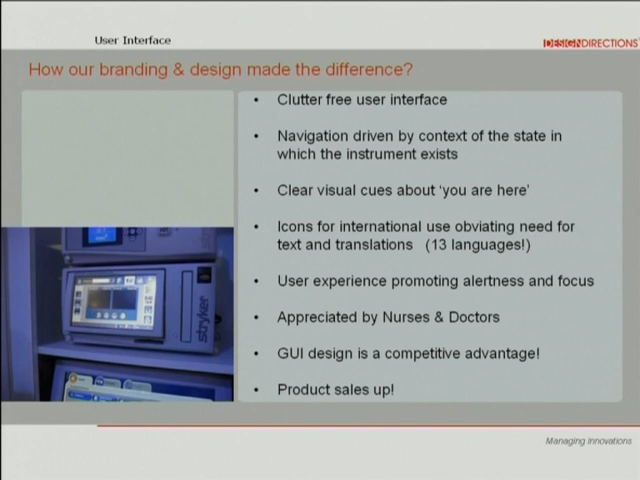 User Interface
DESIGNDIRECTIONS
How our branding & design made the difference?
• Clutter free user interface
• Navigation driven by context of the state in
which the instrument exists
• Clear visual cues about ‘you are here’
• Icons for international use obviating need for
text and translations (13 languages!)
• User experience promoting alertness and focus
• Appreciated by Nurses & Doctors
• GUI design is a competitive advantage!
• Product sales up!
stryker
Managing Innovations